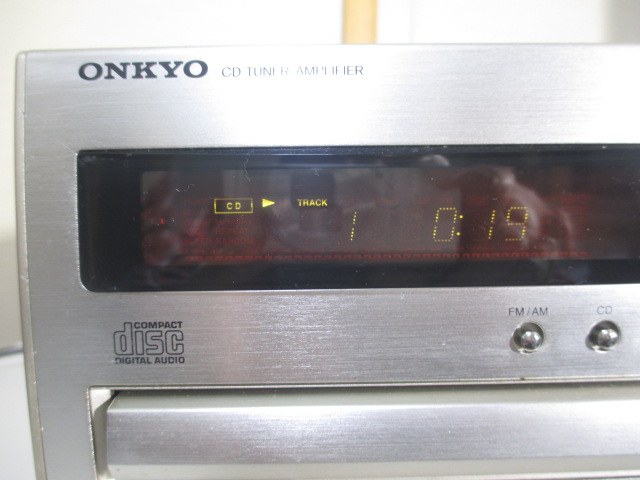 ONKYO CD TUNER AMPLIFIER
CD TRACK
1 0:19
FM/AM CD
COMPACT
disc
DIGITAL AUDIO